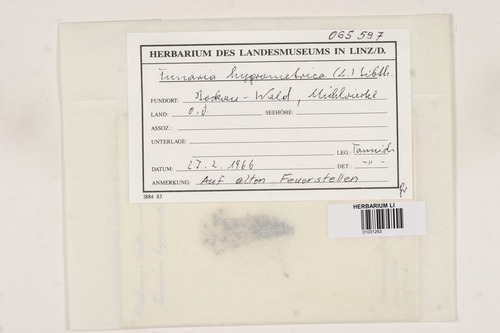 065.597
HERBARIUM DES LANDESMUSEUMS IN LINZ/D.
Funaria hygrometrica (L.) Sibth.
FUNDORT: - Wald, Mühlviertel
LAND: O.Ö SEEHÖHE:
ASSOZ.:
UNTERLAGE:
LEG.
DATUM: 27.2.1966 DET.: -"-
ANMERKUNG: Auf alten Feuerstellen
1884 83
HERBARIUM LI
01031263